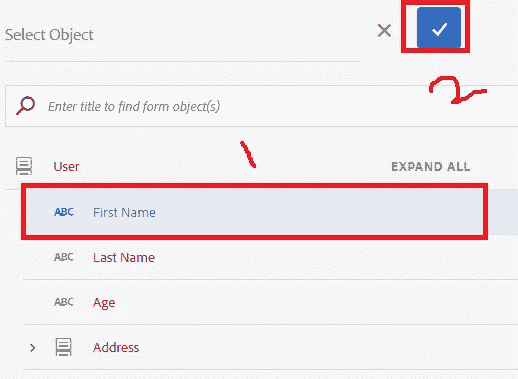 Select Object
2
Enter title to find form object(s)
1
User EXPAND ALL
ABC First Name
ABC Last Name
ABC Age
Address